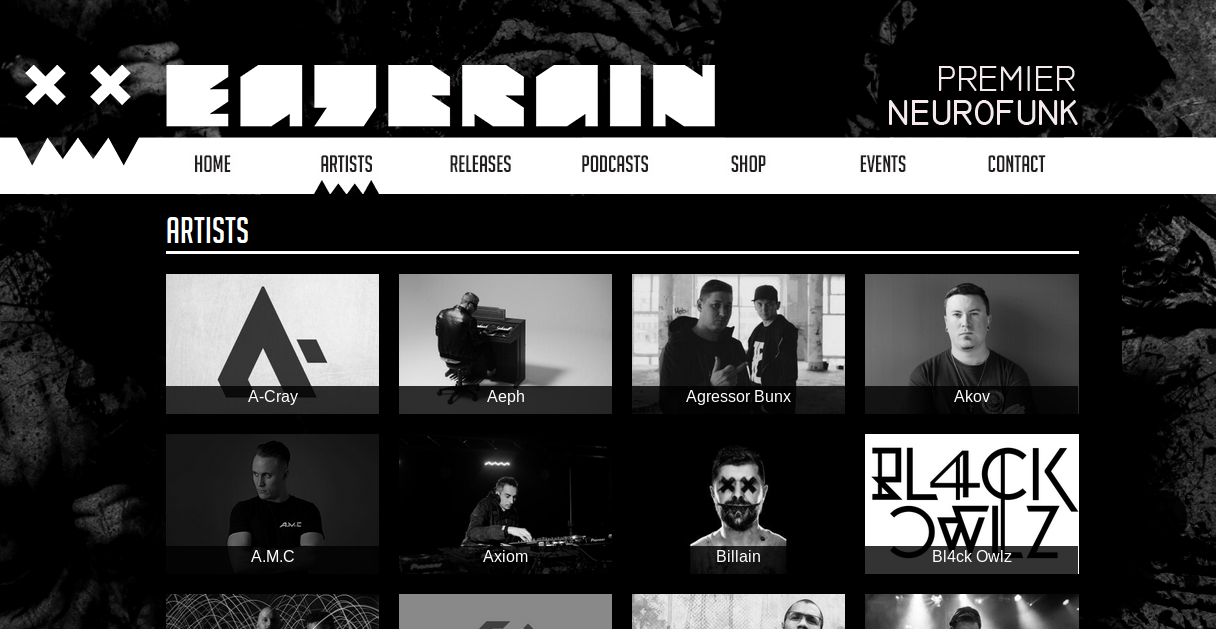 EATBRAIN
PREMIER
NEUROFUNK
HOME ARTISTS RELEASES PODCASTS SHOP EVENTS CONTACT
ARTISTS
A-Cray Aeph Agressor Bunx Akov
A.M.C
BL4CK
OWLZ
A.M.C Axiom Billain Bl4ck Owlz